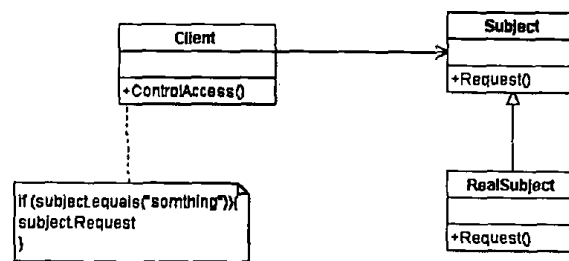 Client
+ControlAccess()
Subject
+Request()
if (subject.equals("somthing")){
subject.Request
}
RealSubject
+Request()